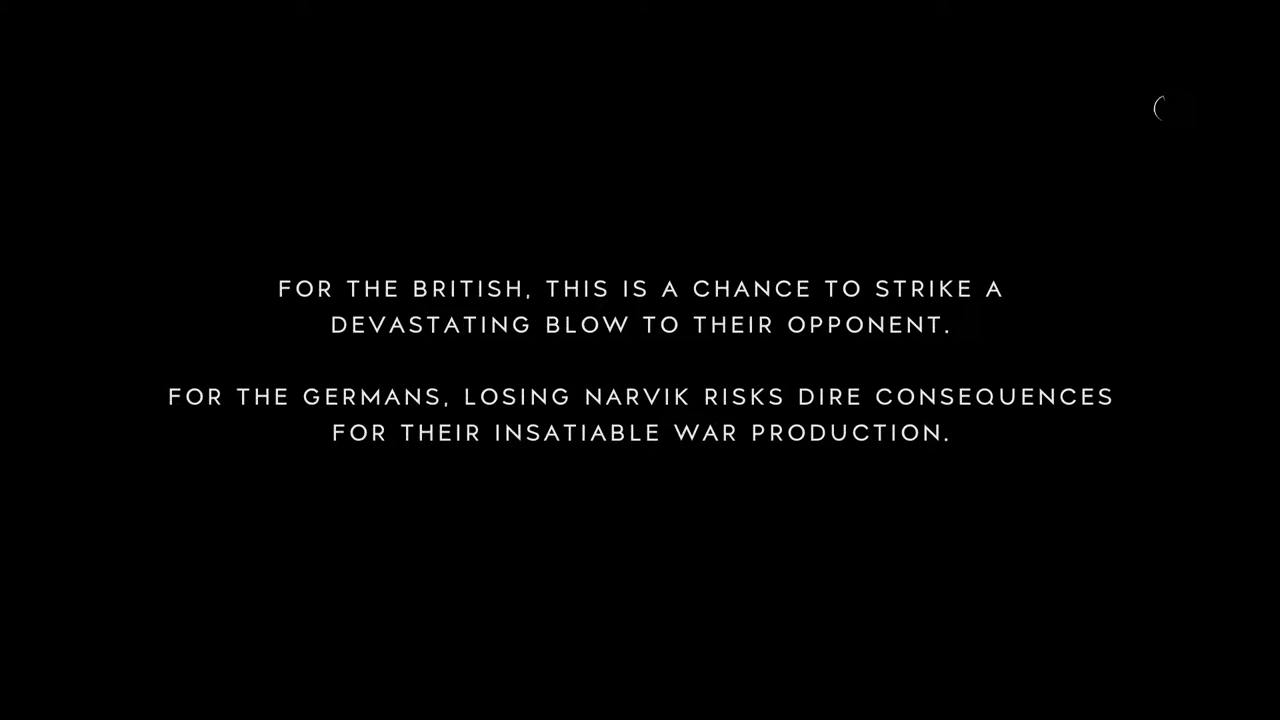 FOR THE BRITISH, THIS IS A CHANCE TO STRIKE A
DEVASTATING BLOW TO THEIR OPPONENT.
FOR THE GERMANS, LOSING NARVIK RISKS DIRE CONSEQUENCES
FOR THEIR INSATIABLE WAR PRODUCTION.